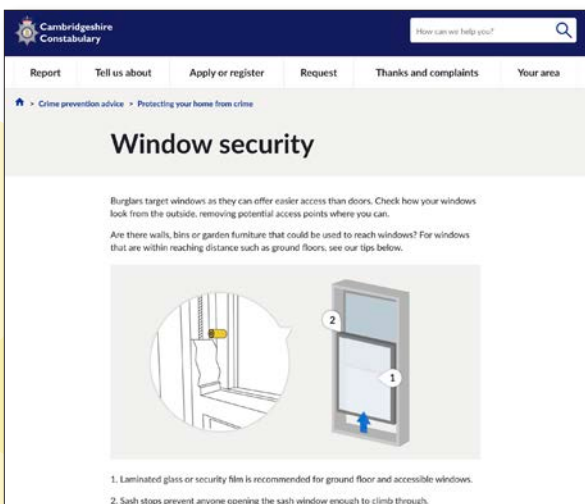 Cambridgeshire
Constabulary
How can we help you?
Report Tell us about Apply or register Request Thanks and complaints Your area
> Crime prevention advice > Protecting your home from crime
Window security
Burglars target windows as they can offer easier access than doors. Check how your windows
look from the outside, removing potential access points where you can.
Are there walls, bins or garden furniture that could be used to reach windows? For windows
that are within reaching distance such as ground floors, see our tips below.
2
1
1. Laminated glass or security film is recommended for ground floor and accessible windows.
2. Sash stops prevent anyone opening the sash window enough to climb through.